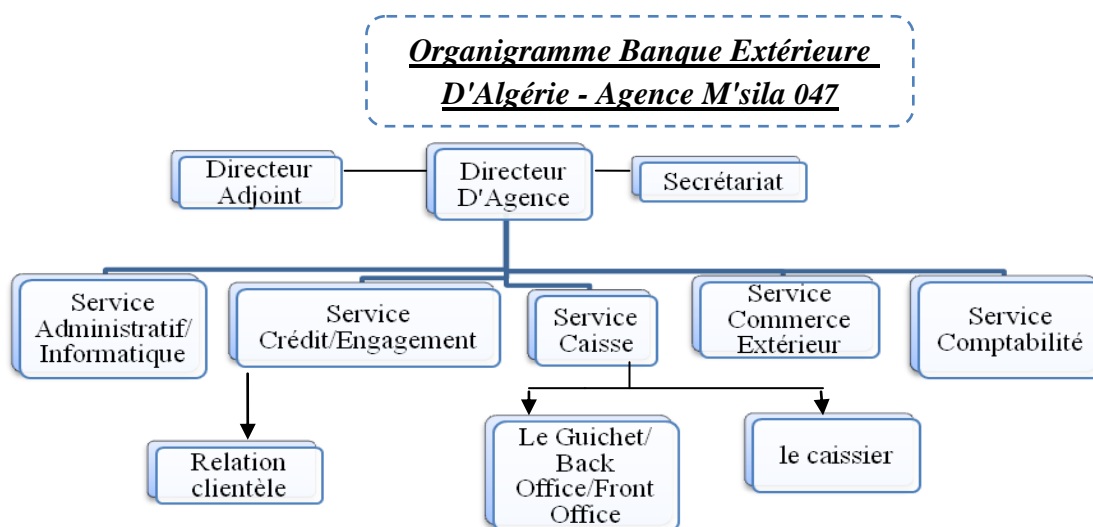 Organigramme Banque Extérieure
D'Algérie - Agence M'sila 047
Directeur
Adjoint
Directeur
D'Agence
Secrétariat
Service
Administratif/
Informatique
Service
Crédit/Engagement
Service
Caisse
Service
Commerce
Extérieur
Service
Comptabilité
Relation
clientèle
Le Guichet/
Back
Office/Front
Office
le caissier